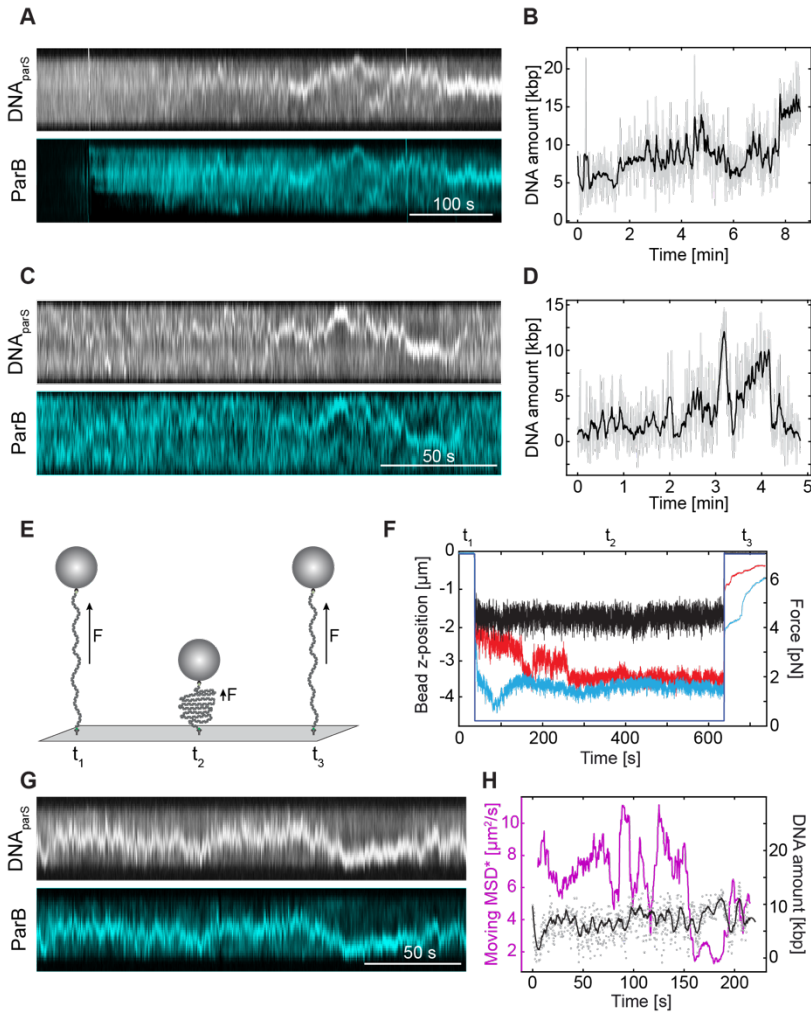 A
DNAparS
ParB
100 s
B
DNA amount [kbp]
20
15
10
5
0
0 2 4 6 8
Time [min]
C
DNAparS
ParB
50 s
D
DNA amount [kbp]
15
10
5
0
0 1 2 3 4 5
Time [min]
E
F
F
F
t1
t2
t3
F
t1 t2 t3
Bead z-position [µm]
0
-1
-2
-3
-4
Force [pN]
6
4
2
0
0 200 400 600
Time [s]
G
DNAparS
ParB
50 s
H
Moving MSD* [µm²/s]
10
8
6
4
2
DNA amount [kbp]
20
10
0
0 50 100 150 200
Time [s]